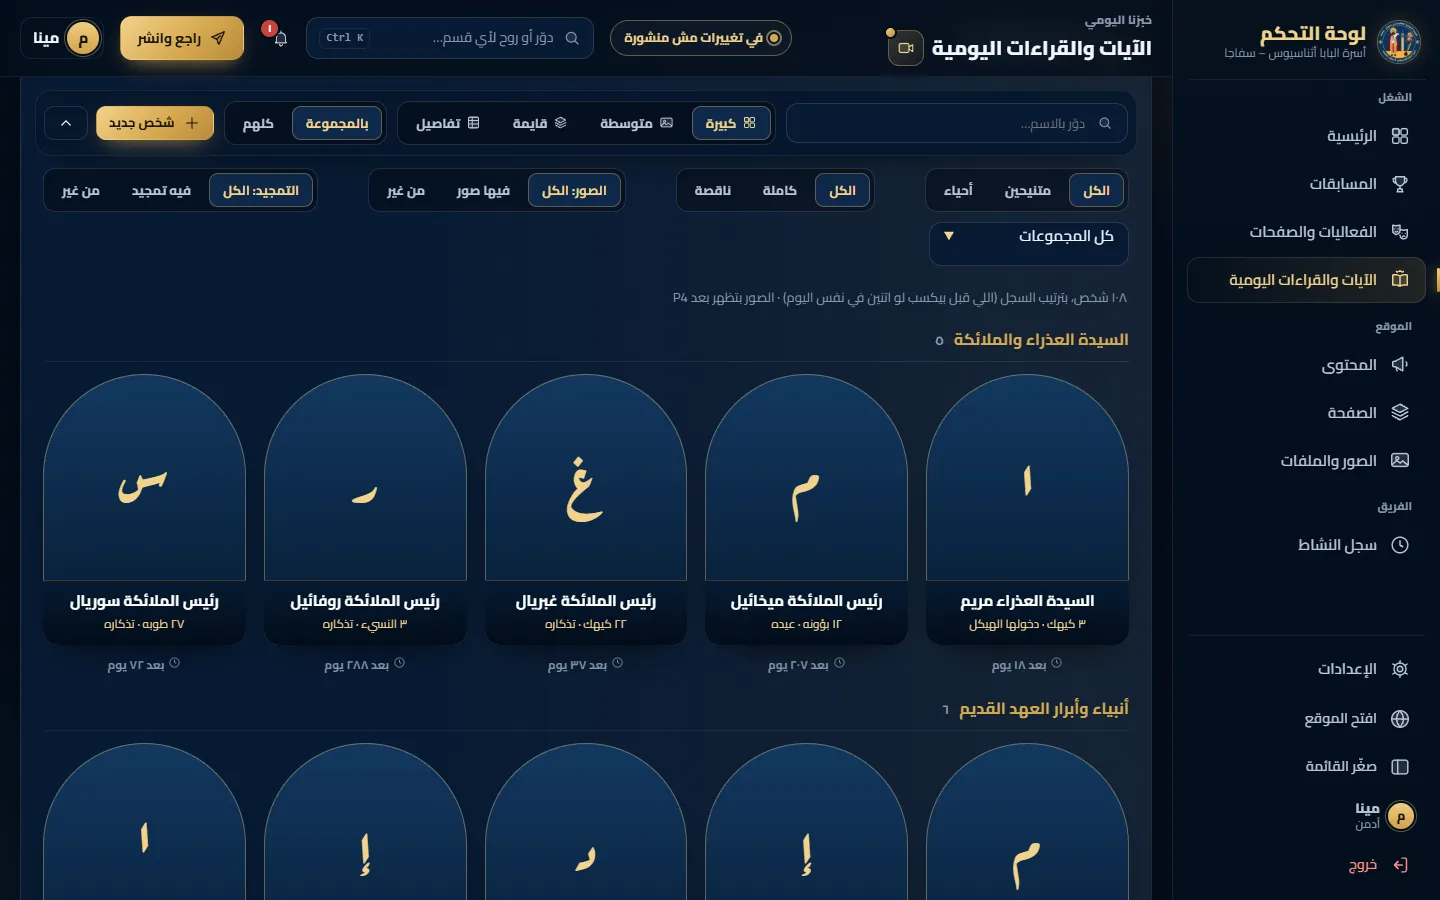 لوحة التحكم
أسرة البابا أثناسيوس – سفاجا
الشغل
الرئيسية
المسابقات
الفعاليات والصفحات
الآيات والقراءات اليومية
الموقع
المحتوى
الصفحة
الصور والملفات
الفريق
سجل النشاط
الإعدادات
افتح الموقع
صغّر القائمة
م
مينا
أدمن
خروج
خبزنا اليومي
الآيات والقراءات اليومية
في تغييرات مش منشورة
دوّر أو روح لأي قسم...
Ctrl K
١
راجع وانشر
م
مينا
دوّر بالاسم...
كبيرة
متوسطة
قايمة
تفاصيل
بالمجموعة
كلهم
شخص جديد
الكل
متنيحين
أحياء
الكل
كاملة
ناقصة
الصور: الكل
فيها صور
من غير
التمجيد: الكل
فيه تمجيد
من غير
كل المجموعات
١٠٨ شخص، بترتيب السجل (اللي قبل بيكسب لو اتنين في نفس اليوم) · الصور بتظهر بعد P4
السيدة العذراء والملائكة ٥
ا
السيدة العذراء مريم
٣ كيهك · دخولها الهيكل
بعد ١٨ يوم
م
رئيس الملائكة ميخائيل
١٢ بؤونه · عيده
بعد ٢٠٧ يوم
غ
رئيس الملائكة غبريال
٢٢ كيهك · تذكاره
بعد ٣٧ يوم
ر
رئيس الملائكة روفائيل
٣ النسيء · تذكاره
بعد ٢٨٨ يوم
س
رئيس الملائكة سوريال
٢٧ طوبه · تذكاره
بعد ٧٢ يوم
أنبياء وأبرار العهد القديم ٦
م
إ
د
إ
ا